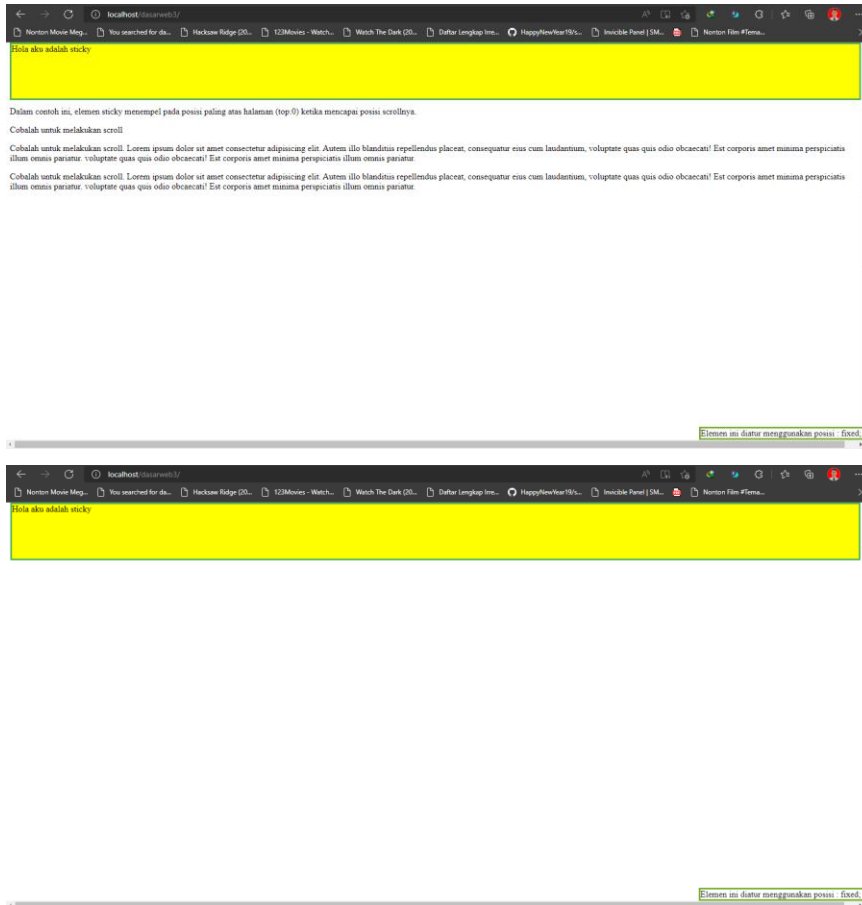 localhost/dasarweb3/
Nonton Movie Meg... You searched for da... Hacksaw Ridge (20... 123Movies - Watch... Watch The Dark (20... Daftar Lengkap Ime... HappyNewYear19/s... Invicible Panel | SM... Nonton Film #Tema...
Hola aku adalah sticky
Dalam contoh ini, elemen sticky menempel pada posisi paling atas halaman (top:0) ketika mencapai posisi scrollnya.
Cobalah untuk melakukan scroll
Cobalah untuk melakukan scroll. Lorem ipsum dolor sit amet consectetur adipisicing elit. Autem illo blanditiis repellendus placeat, consequatur eius cum laudantium, voluptate quas quis odio obcaecati! Est corporis amet minima perspiciatis
illum omnis pariatur. voluptate quas quis odio obcaecati! Est corporis amet minima perspiciatis illum omnis pariatur.
Cobalah untuk melakukan scroll. Lorem ipsum dolor sit amet consectetur adipisicing elit. Autem illo blanditiis repellendus placeat, consequatur eius cum laudantium, voluptate quas quis odio obcaecati! Est corporis amet minima perspiciatis
illum omnis pariatur. voluptate quas quis odio obcaecati! Est corporis amet minima perspiciatis illum omnis pariatur.
Elemen ini diatur menggunakan posisi : fixed;
localhost/dasarweb3/
Nonton Movie Meg... You searched for da... Hacksaw Ridge (20... 123Movies - Watch... Watch The Dark (20... Daftar Lengkap Ime... HappyNewYear19/s... Invicible Panel | SM... Nonton Film #Tema...
Hola aku adalah sticky
Elemen ini diatur menggunakan posisi : fixed;